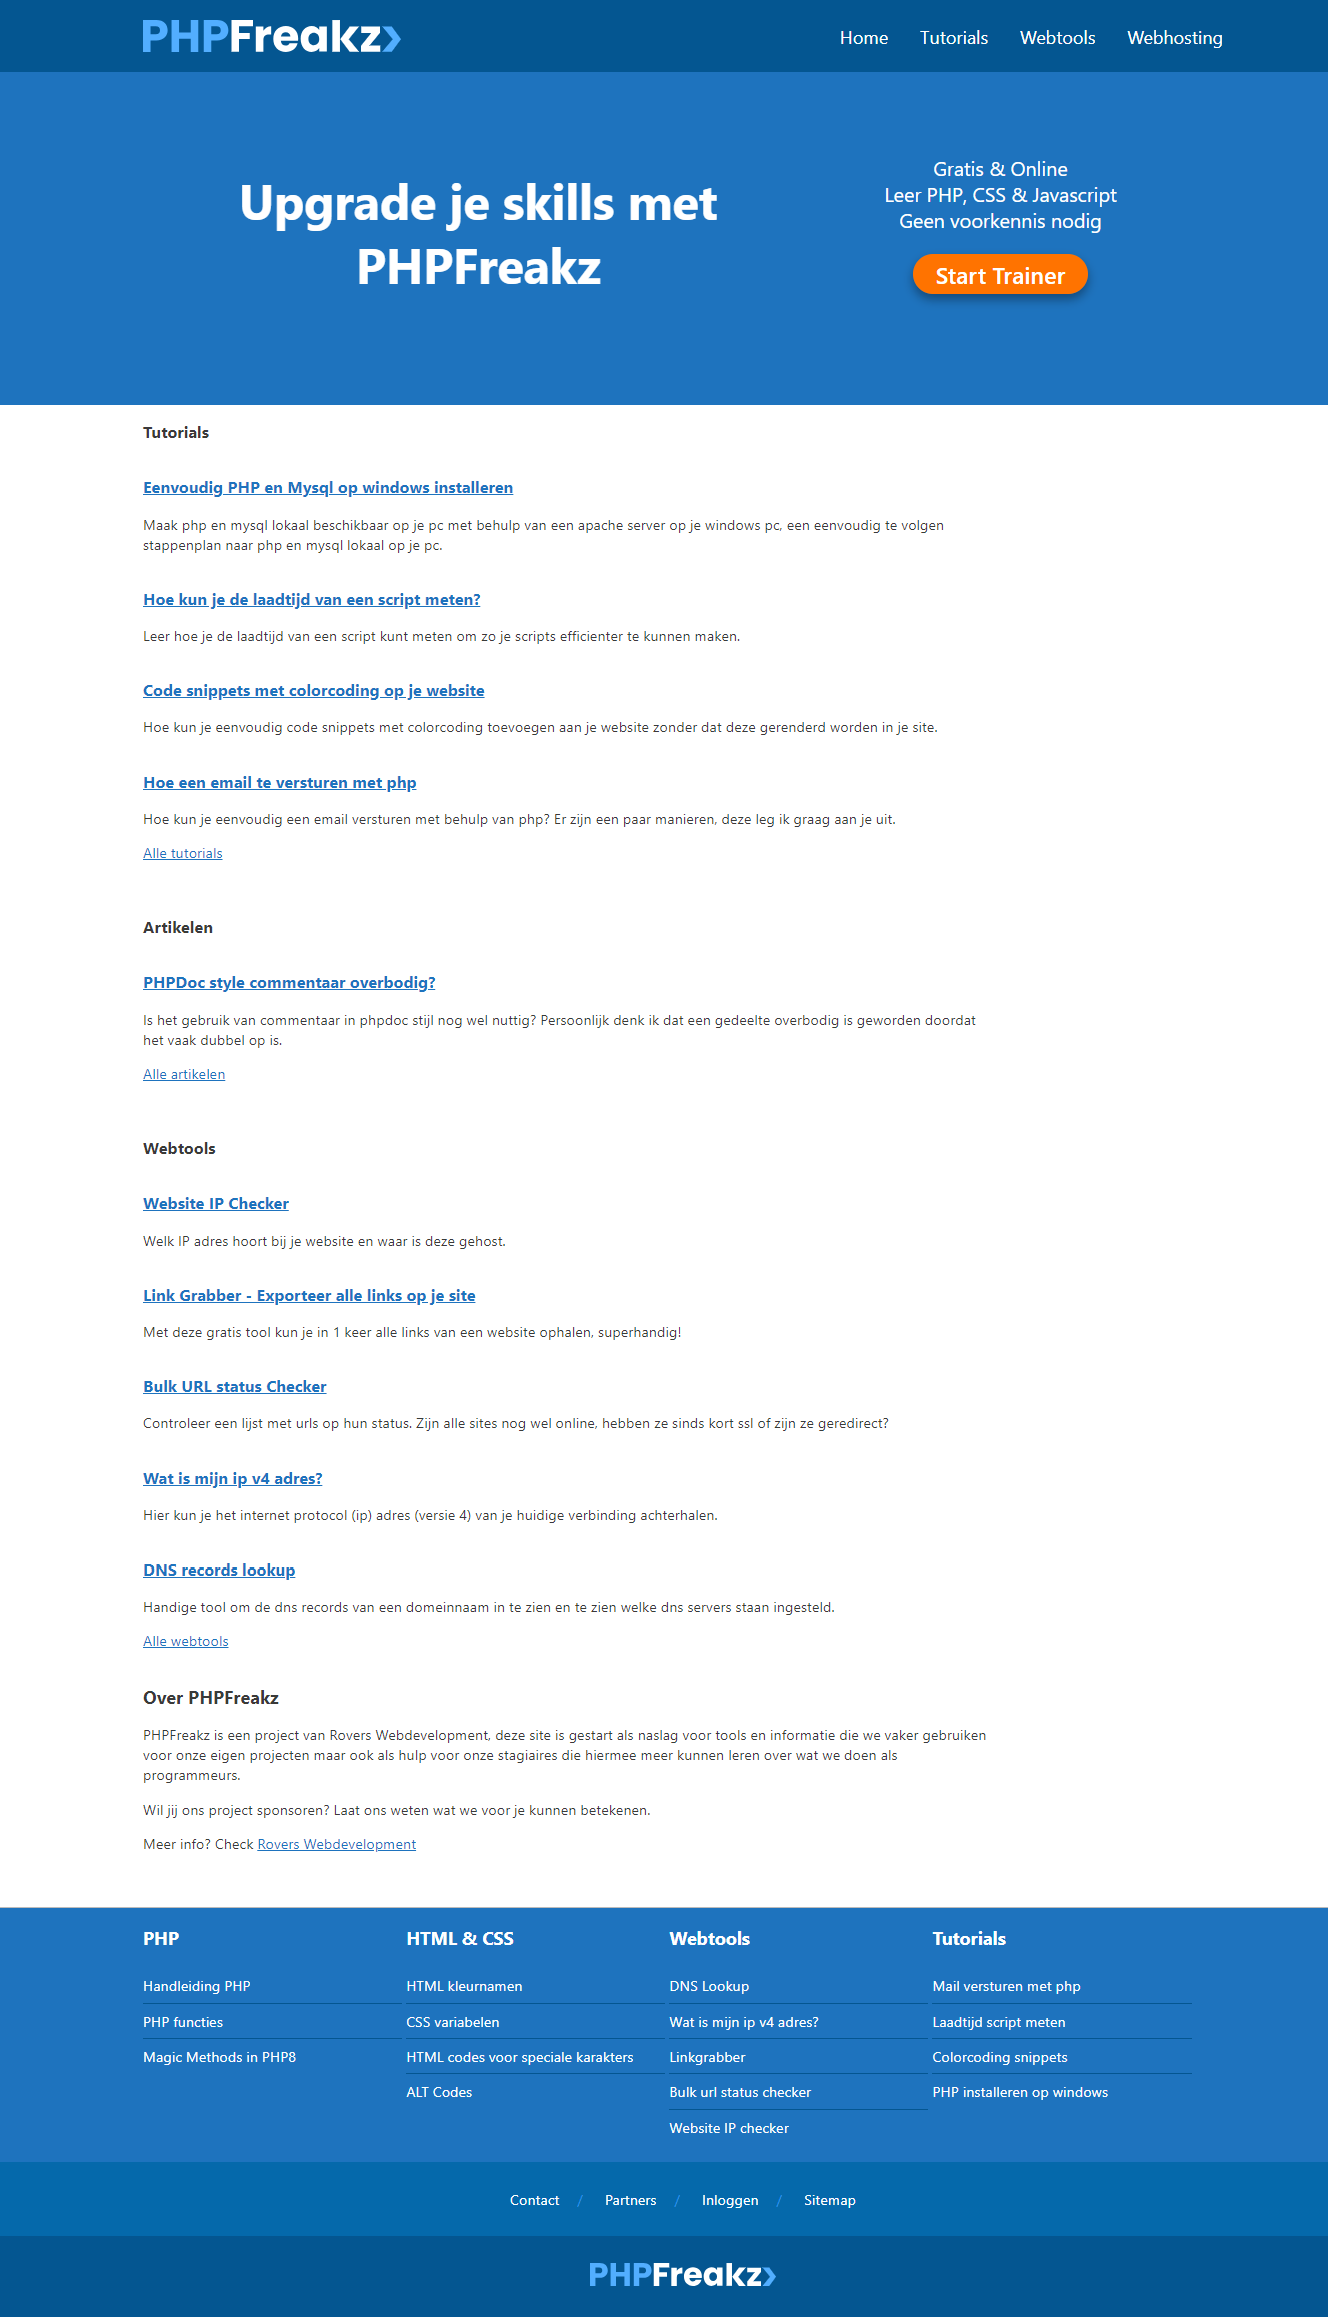 PHPFreakz
Home
Tutorials
Webtools
Webhosting
Upgrade je skills met
PHPFreakz
Gratis & Online
Leer PHP, CSS & Javascript
Geen voorkennis nodig
Start Trainer
Tutorials
Eenvoudig PHP en Mysql op windows installeren
Maak php en mysql lokaal beschikbaar op je pc met behulp van een apache server op je windows pc, een eenvoudig te volgen
stappenplan naar php en mysql lokaal op je pc.
Hoe kun je de laadtijd van een script meten?
Leer hoe je de laadtijd van een script kunt meten om zo je scripts efficienter te kunnen maken.
Code snippets met colorcoding op je website
Hoe kun je eenvoudig code snippets met colorcoding toevoegen aan je website zonder dat deze gerenderd worden in je site.
Hoe een email te versturen met php
Hoe kun je eenvoudig een email versturen met behulp van php? Er zijn een paar manieren, deze leg ik graag aan je uit.
Alle tutorials
Artikelen
PHPDoc style commentaar overbodig?
Is het gebruik van commentaar in phpdoc stijl nog wel nuttig? Persoonlijk denk ik dat een gedeelte overbodig is geworden doordat
het vaak dubbel op is.
Alle artikelen
Webtools
Website IP Checker
Welk IP adres hoort bij je website en waar is deze gehost.
Link Grabber - Exporteer alle links op je site
Met deze gratis tool kun je in 1 keer alle links van een website ophalen, superhandig!
Bulk URL status Checker
Controleer een lijst met urls op hun status. Zijn alle sites nog wel online, hebben ze sinds kort ssl of zijn ze geredirect?
Wat is mijn ip v4 adres?
Hier kun je het internet protocol (ip) adres (versie 4) van je huidige verbinding achterhalen.
DNS records lookup
Handige tool om de dns records van een domeinnaam in te zien en te zien welke dns servers staan ingesteld.
Alle webtools
Over PHPFreakz
PHPFreakz is een project van Rovers Webdevelopment, deze site is gestart als naslag voor tools en informatie die we vaker gebruiken
voor onze eigen projecten maar ook als hulp voor onze stagiaires die hiermee meer kunnen leren over wat we doen als
programmeurs.
Wil jij ons project sponsoren? Laat ons weten wat we voor je kunnen betekenen.
Meer info? Check Rovers Webdevelopment
PHP
Handleiding PHP
PHP functies
Magic Methods in PHP8
HTML & CSS
HTML kleurnamen
CSS variabelen
HTML codes voor speciale karakters
ALT Codes
Webtools
DNS Lookup
Wat is mijn ip v4 adres?
Linkgrabber
Bulk url status checker
Website IP checker
Tutorials
Mail versturen met php
Laadtijd script meten
Colorcoding snippets
PHP installeren op windows
Contact / Partners / Inloggen / Sitemap
PHPFreakz